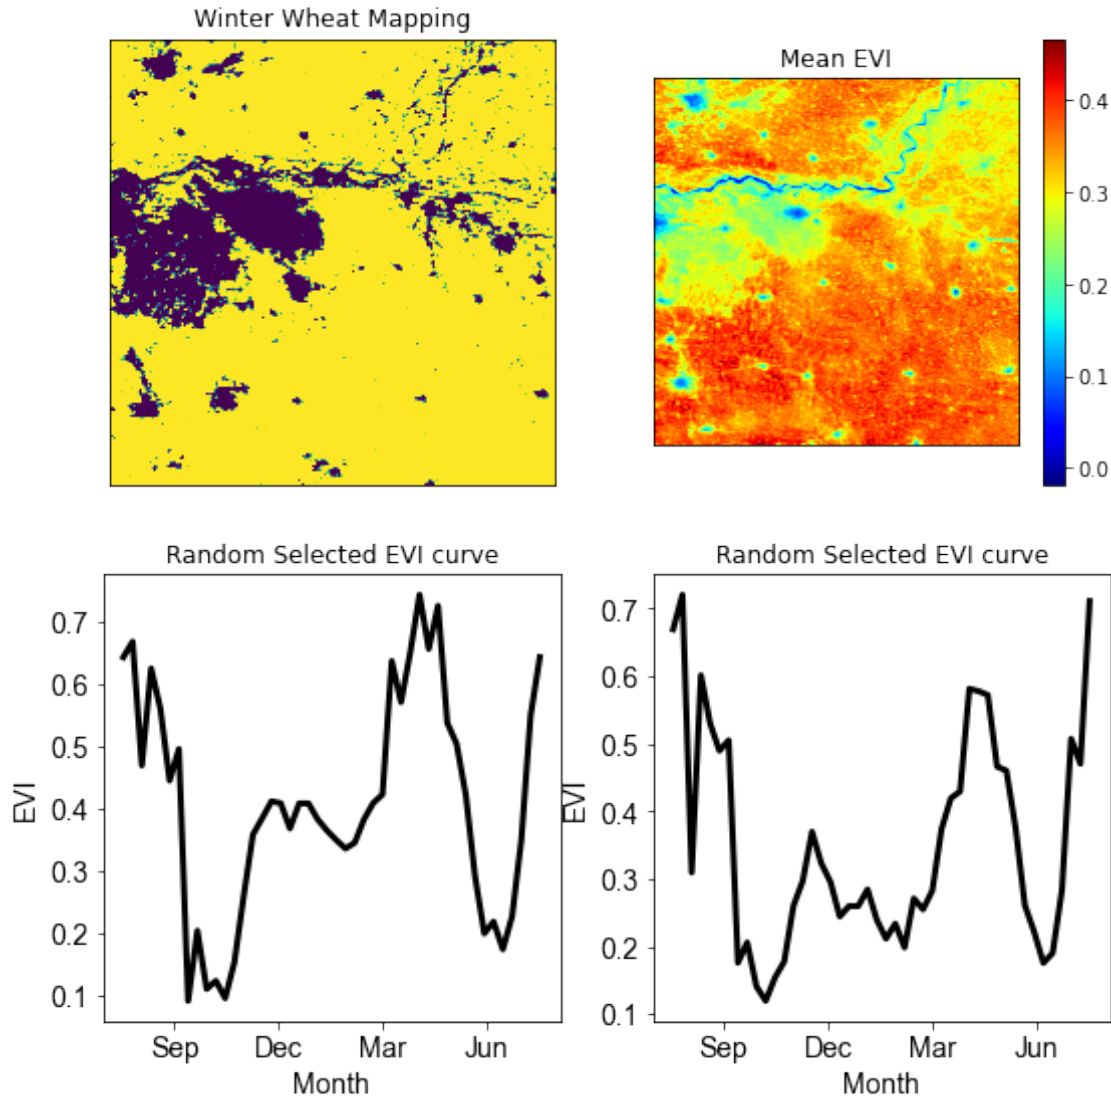 Winter Wheat Mapping
Mean EVI
0.4
0.3
0.2
0.1
0.0
Random Selected EVI curve
0.7
0.6
0.5
0.4
0.3
0.2
0.1
EVI
Sep Dec Mar Jun
Month
Random Selected EVI curve
0.7
0.6
0.5
0.4
0.3
0.2
0.1
EVI
Sep Dec Mar Jun
Month